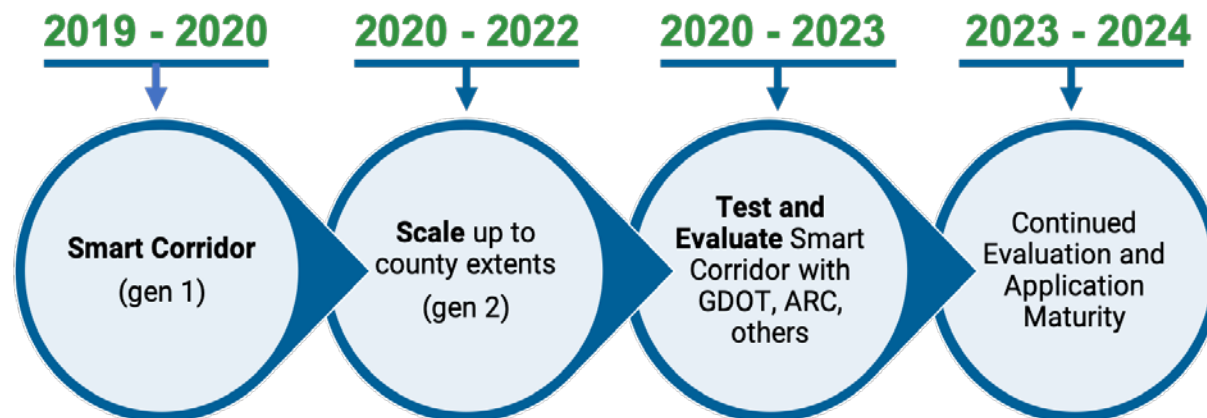 2019 - 2020
2020 - 2022
2020 - 2023
2023 - 2024
Smart Corridor
(gen 1)
Scale up to
county extents
(gen 2)
Test and
Evaluate Smart
Corridor with
GDOT, ARC,
others
Continued
Evaluation and
Application
Maturity